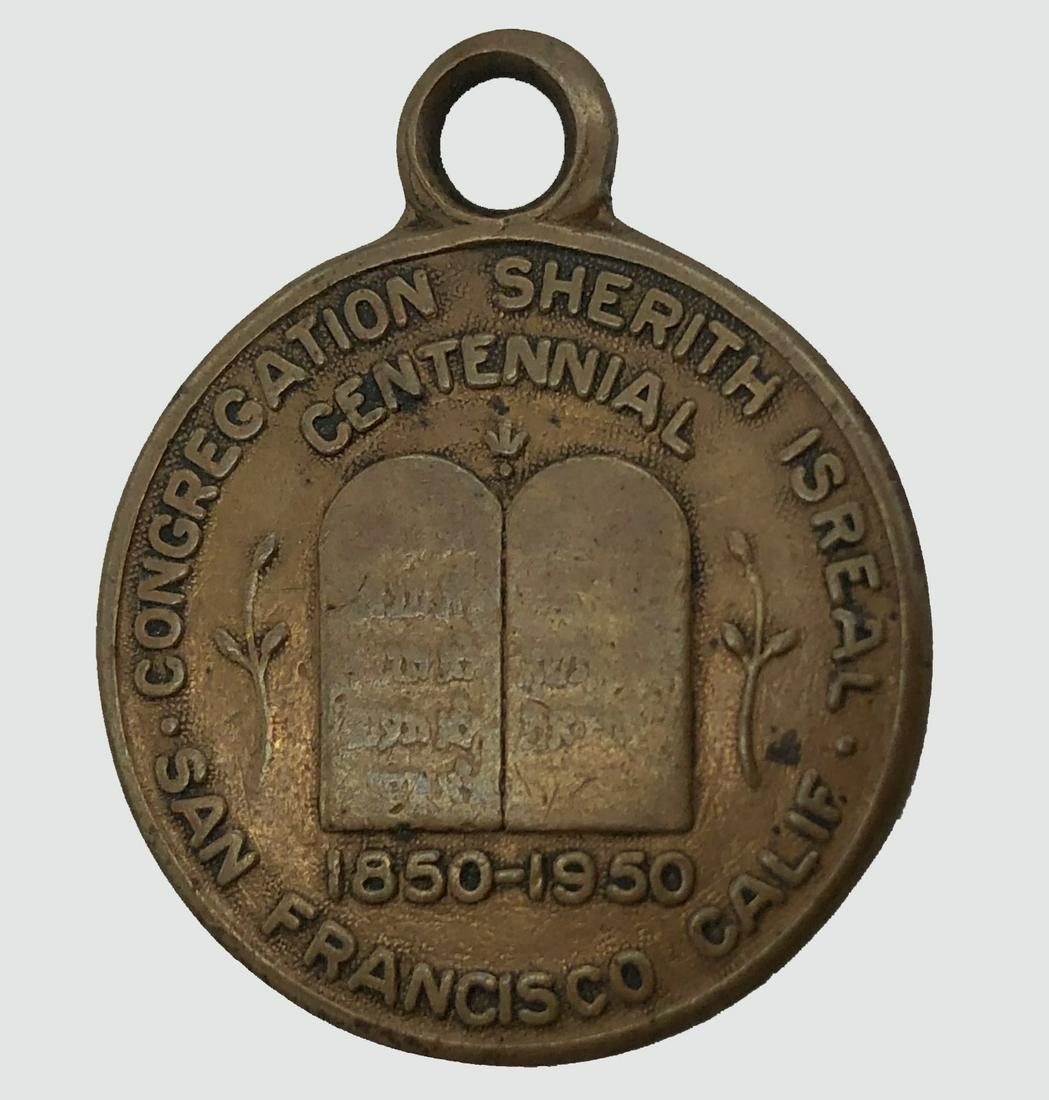 CONGREGATION SHERITH ISREAL
CENTENNIAL
1850-1950
· SAN FRANCISCO CALIF ·